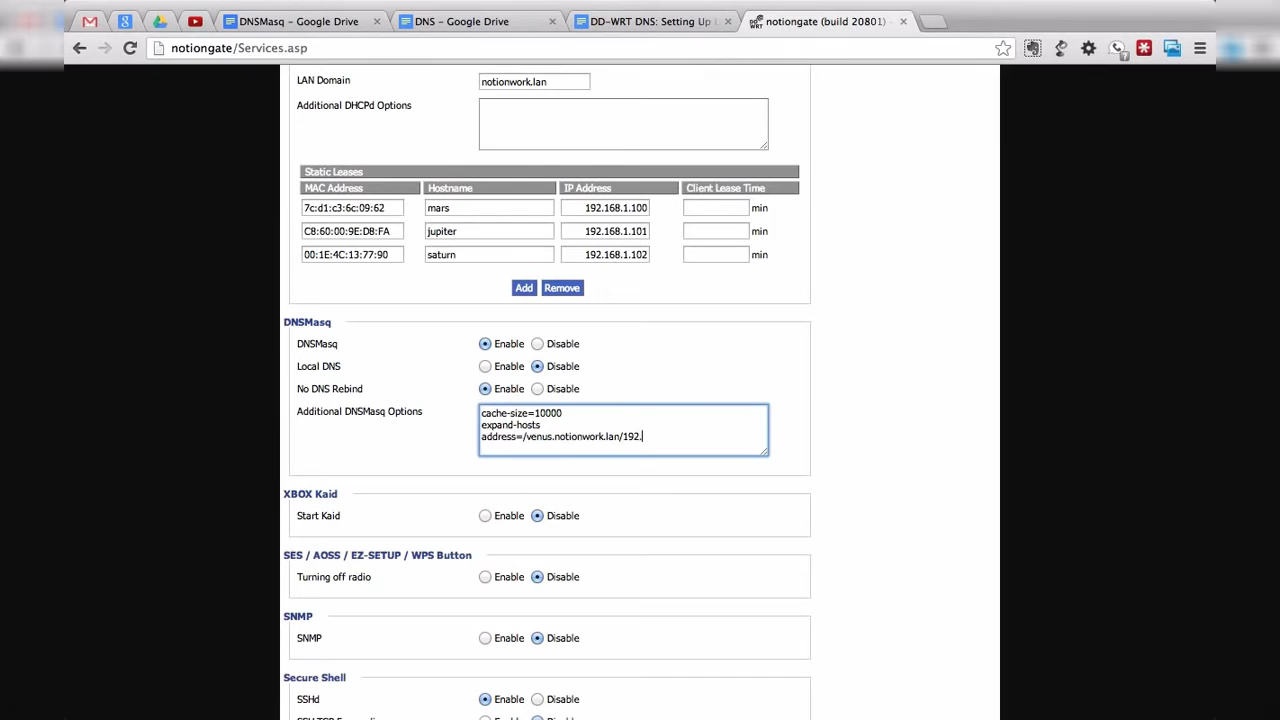 DNSMasq - Google Drive
DNS - Google Drive
DD-WRT DNS: Setting Up
notiongate (build 20801)
notiongate/Services.asp
LAN Domain
notionwork.lan
Additional DHCPd Options
Static Leases
MAC Address Hostname IP Address Client Lease Time
7c:d1:c3:6c:09:62 mars 192.168.1.100 min
C8:60:00:9E:D8:FA jupiter 192.168.1.101 min
00:1E:4C:13:77:90 saturn 192.168.1.102 min
Add Remove
DNSMasq
DNSMasq Enable Disable
Local DNS Enable Disable
No DNS Rebind Enable Disable
Additional DNSMasq Options
cache-size=10000
expand-hosts
address=/venus.notionwork.lan/192.
XBOX Kaid
Start Kaid Enable Disable
SES / AOSS / EZ-SETUP / WPS Button
Turning off radio Enable Disable
SNMP
SNMP Enable Disable
Secure Shell
SSHd Enable Disable